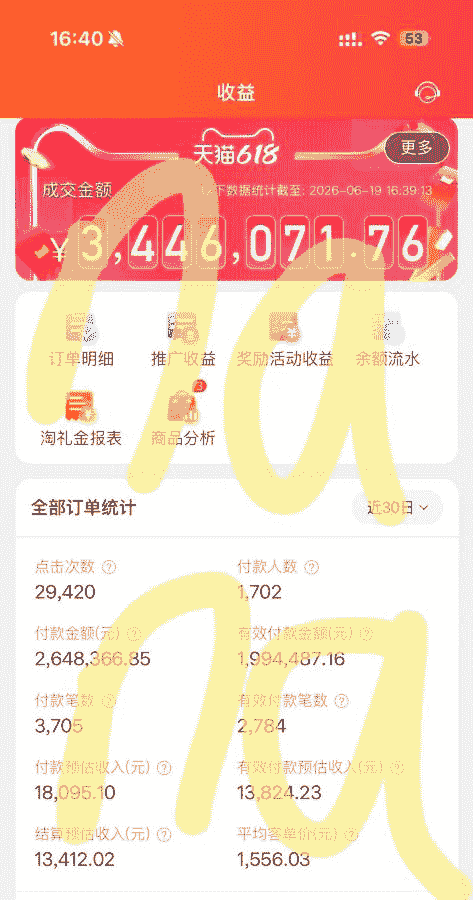 16:40
53
收益
天猫618
更多
成交金额
以下数据统计截至: 2026-06-19 16:39:13
¥3,446,071.76
订单明细 推广收益 奖励活动收益 余额流水
3
淘礼金报表 商品分析
全部订单统计
近30日
点击次数 付款人数
29,420 1,702
付款金额(元) 有效付款金额(元)
2,648,366.85 1,994,487.16
付款笔数 有效付款笔数
3,705 2,784
付款预估收入(元) 有效付款预估收入(元)
18,095.10 13,824.23
结算预估收入(元) 平均客单价(元)
13,412.02 1,556.03
na
na